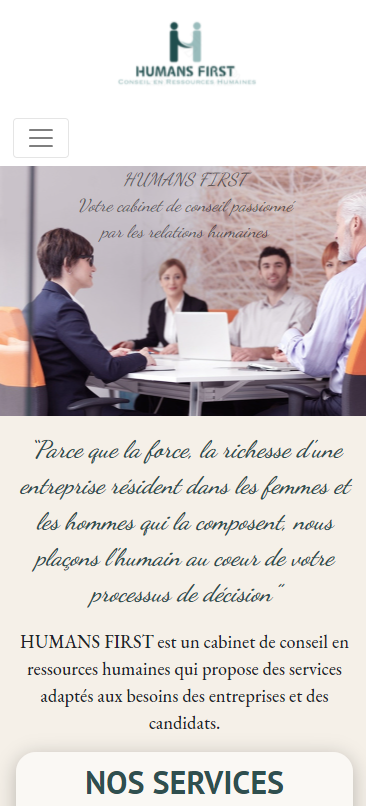 HUMANS FIRST
CONSEIL EN RESSOURCES HUMAINES
HUMANS FIRST
Votre cabinet de conseil passionné
par les relations humaines
“Parce que la force, la richesse d'une
entreprise résident dans les femmes et
les hommes qui la composent, nous
plaçons l'humain au coeur de votre
processus de décision”
HUMANS FIRST est un cabinet de conseil en
ressources humaines qui propose des services
adaptés aux besoins des entreprises et des
candidats.
NOS SERVICES